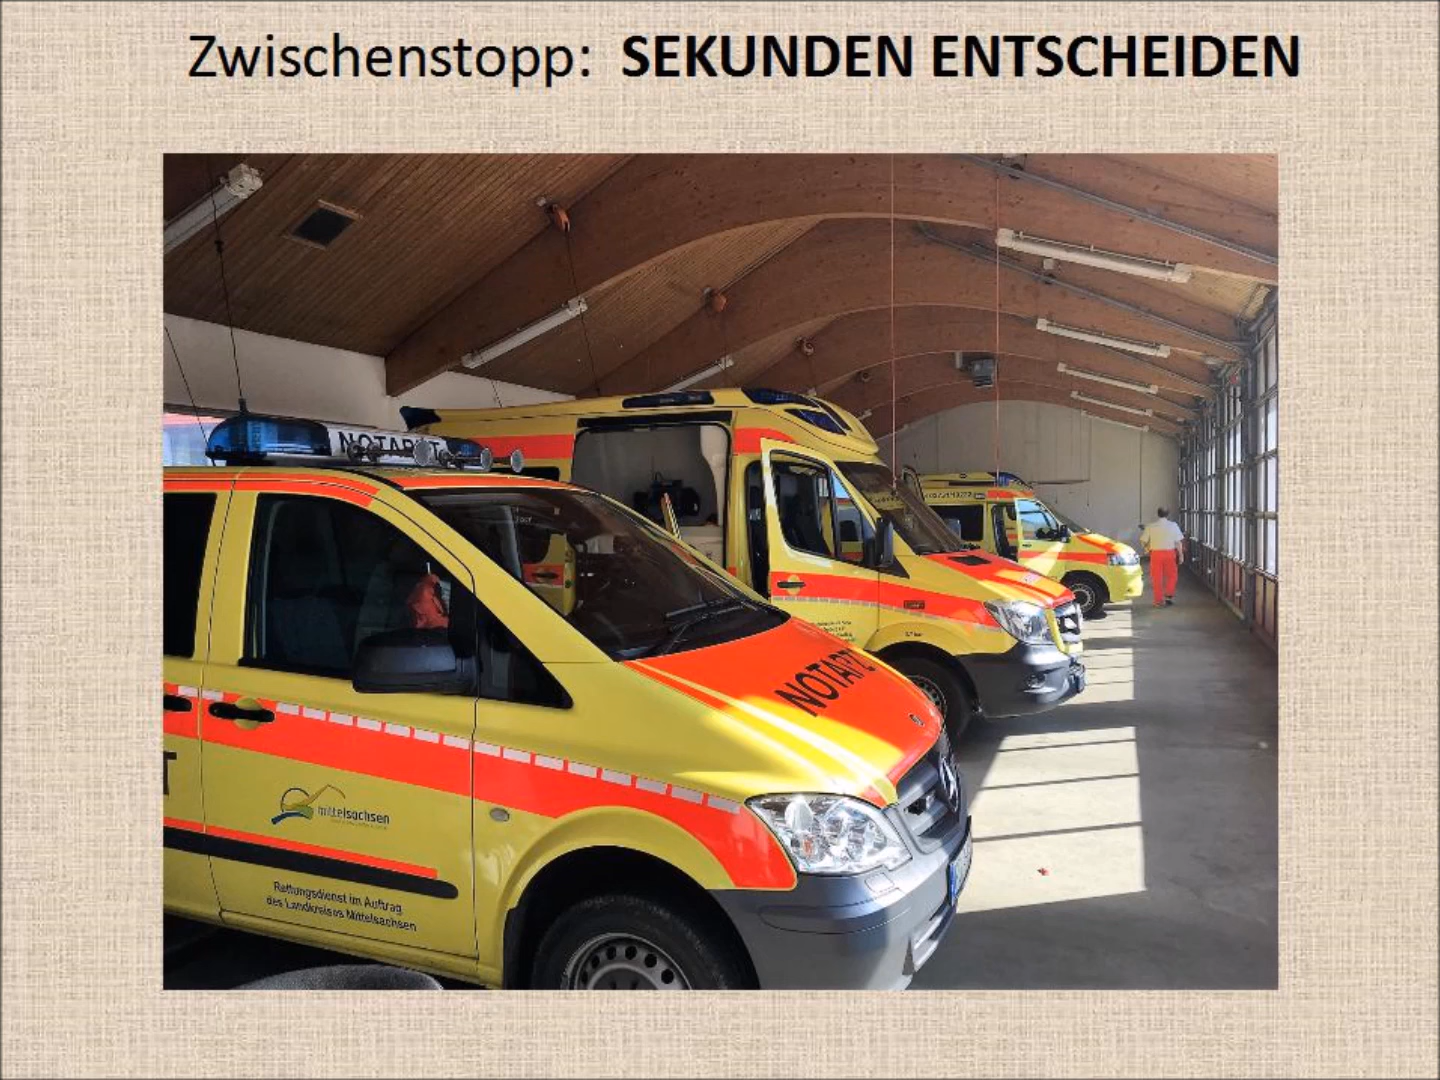 Zwischenstopp: SEKUNDEN ENTSCHEIDEN
NOTARZT
NOTARZT
mittelsachsen
Rettungsdienst im Auftrag
des Landkreises Mittelsachsen